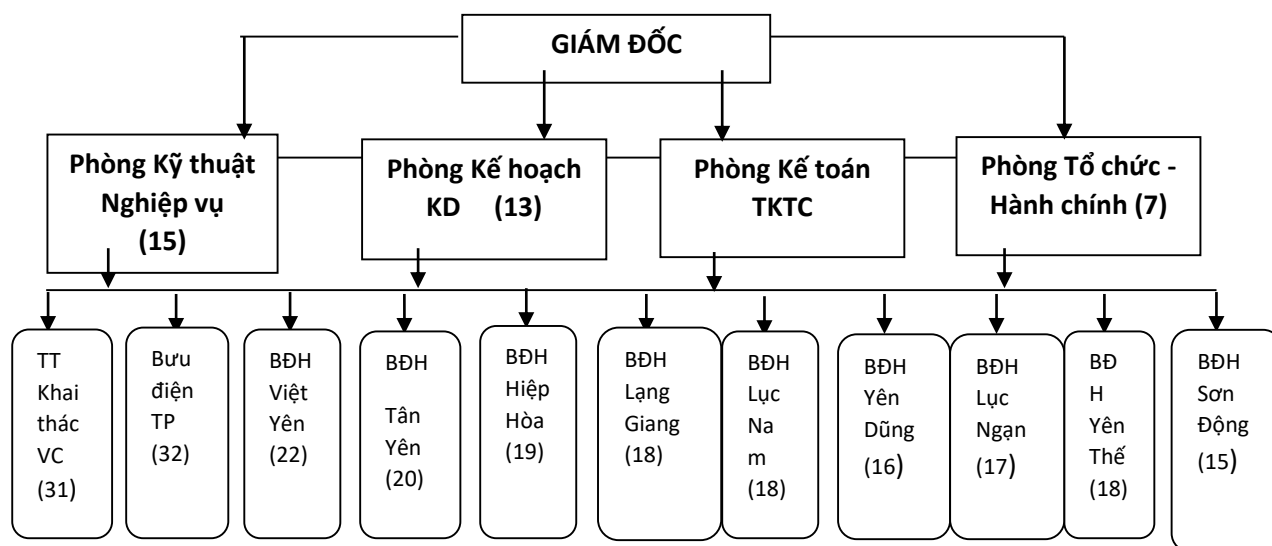 GIÁM ĐỐC
Phòng Kỹ thuật
Nghiệp vụ
(15)
Phòng Kế hoạch
KD (13)
Phòng Kế toán
TKTC
Phòng Tổ chức -
Hành chính (7)
TT
Khai
thác
VC
(31)
Bưu
điện
TP
(32)
BĐH
Việt
Yên
(22)
BĐH
Tân
Yên
(20)
BĐH
Hiệp
Hòa
(19)
BĐH
Lạng
Giang
(18)
BĐH
Lục
Na
m
(18)
BĐH
Yên
Dũng
(16)
BĐH
Lục
Ngạn
(17)
BĐ
H
Yên
Thế
(18)
BĐH
Sơn
Động
(15)